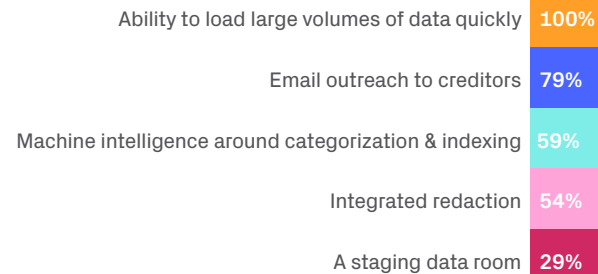 Ability to load large volumes of data quickly 100%
Email outreach to creditors 79%
Machine intelligence around categorization & indexing 59%
Integrated redaction 54%
A staging data room 29%